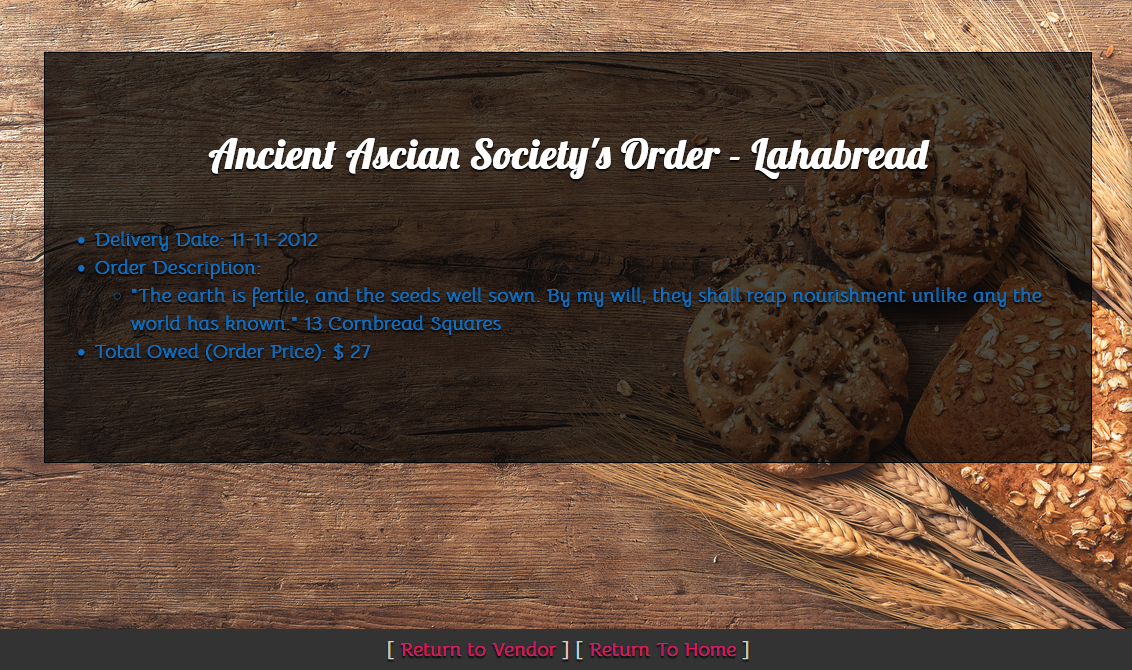 Ancient Ascian Society's Order - Lahabread
Delivery Date: 11-11-2012
Order Description:
"The earth is fertile, and the seeds well sown. By my will, they shall reap nourishment unlike any the
world has known." 13 Cornbread Squares
Total Owed (Order Price): $ 27
[ Return to Vendor ] [ Return To Home ]